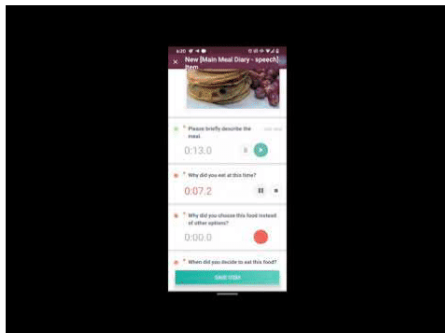 4:20
New [Main Meal Diary - speech]
item
* Please briefly describe the
meal
0:13.0
* Why did you eat at this time?
0:07.2
* Why did you choose this food instead
of other options?
0:00.0
* When did you decide to eat this food?
SAVE ITEM